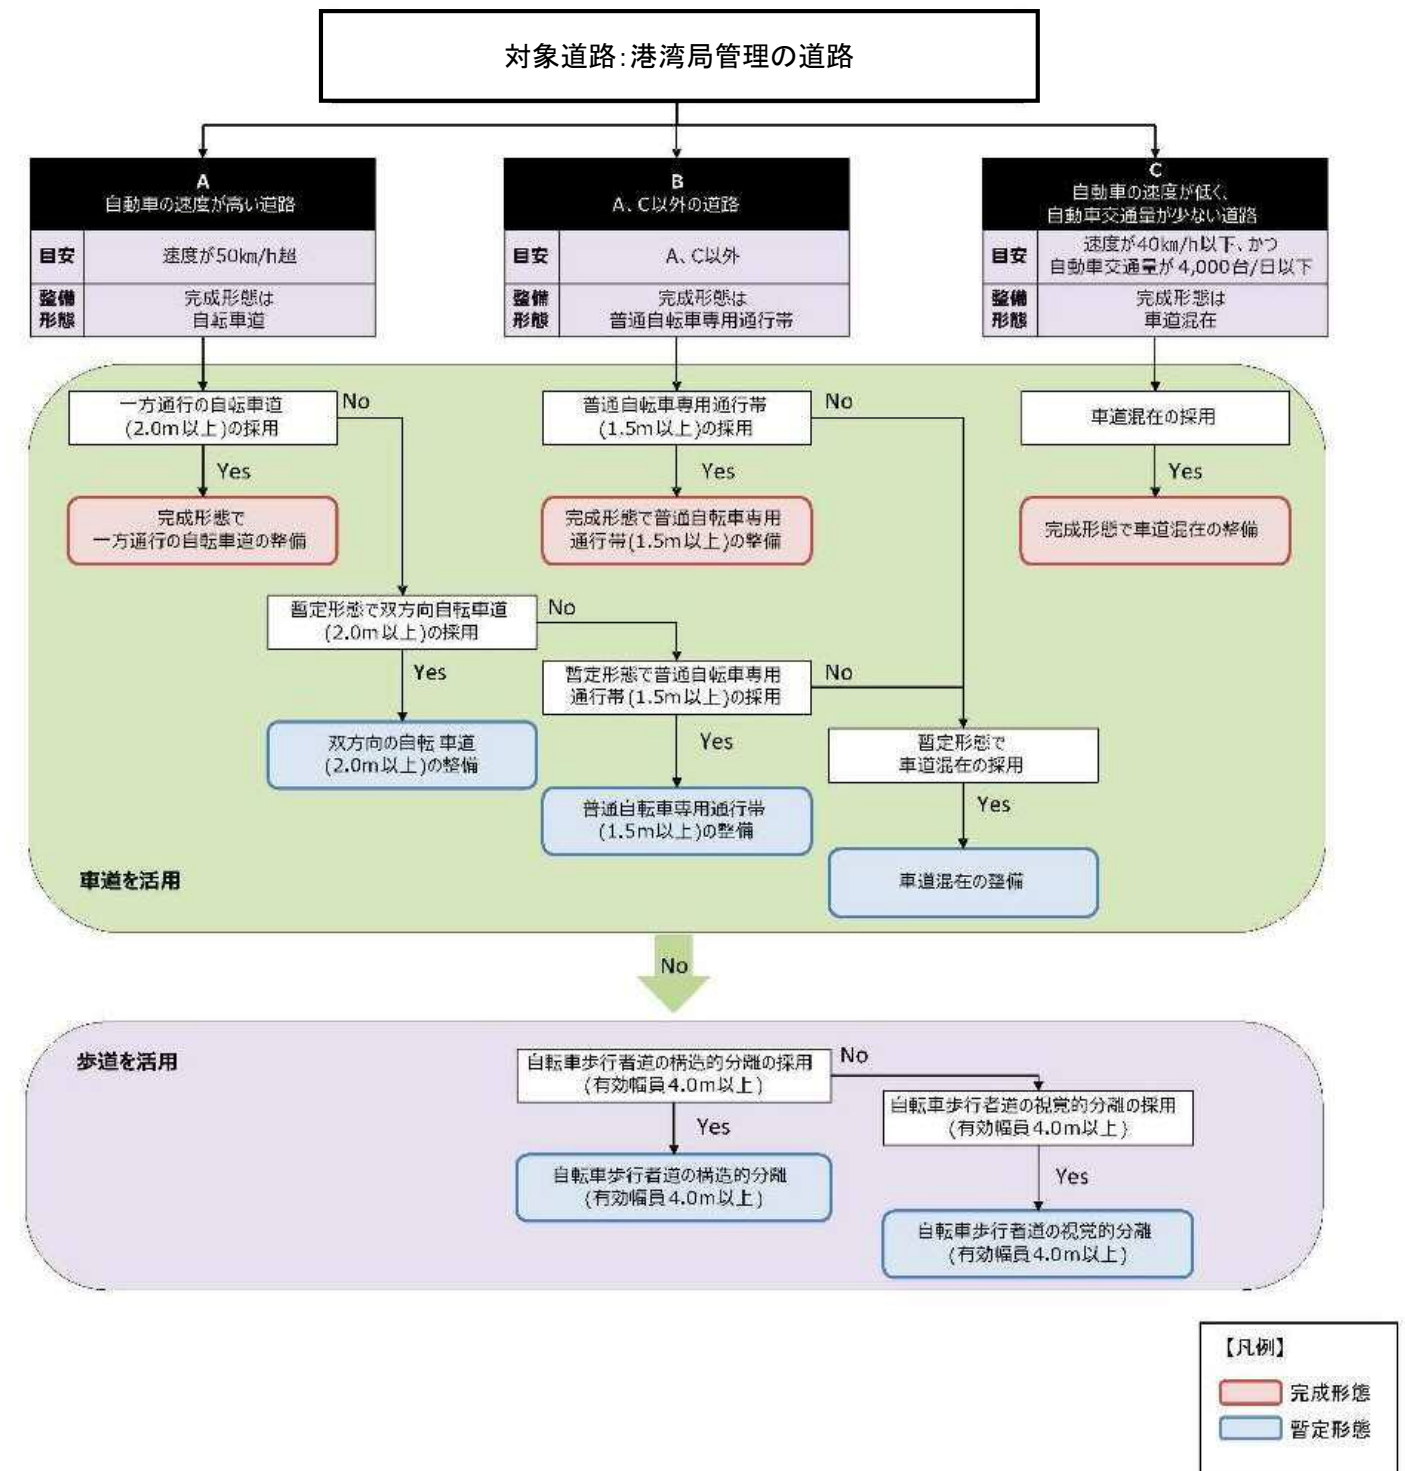 対象道路:港湾局管理の道路
A
自動車の速度が高い道路
目安
速度が50km/h超
整備
形態
完成形態は
自転車道
B
A、C以外の道路
目安
A、C以外
整備
形態
完成形態は
普通自転車専用通行帯
C
自動車の速度が低く、
自動車交通量が少ない道路
目安
速度が40km/h以下、かつ
自動車交通量が4,000台/日以下
整備
形態
完成形態は
車道混在
一方通行の自転車道
(2.0m以上)の採用
No
Yes
完成形態で
一方通行の自転車道の整備
普通自転車専用通行帯
(1.5m以上)の採用
No
Yes
完成形態で普通自転車専用
通行帯(1.5m以上)の整備
車道混在の採用
Yes
完成形態で車道混在の整備
暫定形態で双方向自転車道
(2.0m以上)の採用
No
Yes
双方向の自転車道
(2.0m以上)の整備
暫定形態で普通自転車専用
通行帯(1.5m以上)の採用
No
Yes
普通自転車専用通行帯
(1.5m以上)の整備
暫定形態で
車道混在の採用
Yes
車道混在の整備
車道を活用
No
歩道を活用
自転車歩行者道の構造的分離の採用
(有効幅員4.0m以上)
No
Yes
自転車歩行者道の構造的分離
(有効幅員4.0m以上)
自転車歩行者道の視覚的分離の採用
(有効幅員4.0m以上)
Yes
自転車歩行者道の視覚的分離
(有効幅員4.0m以上)
【凡例】
完成形態
暫定形態